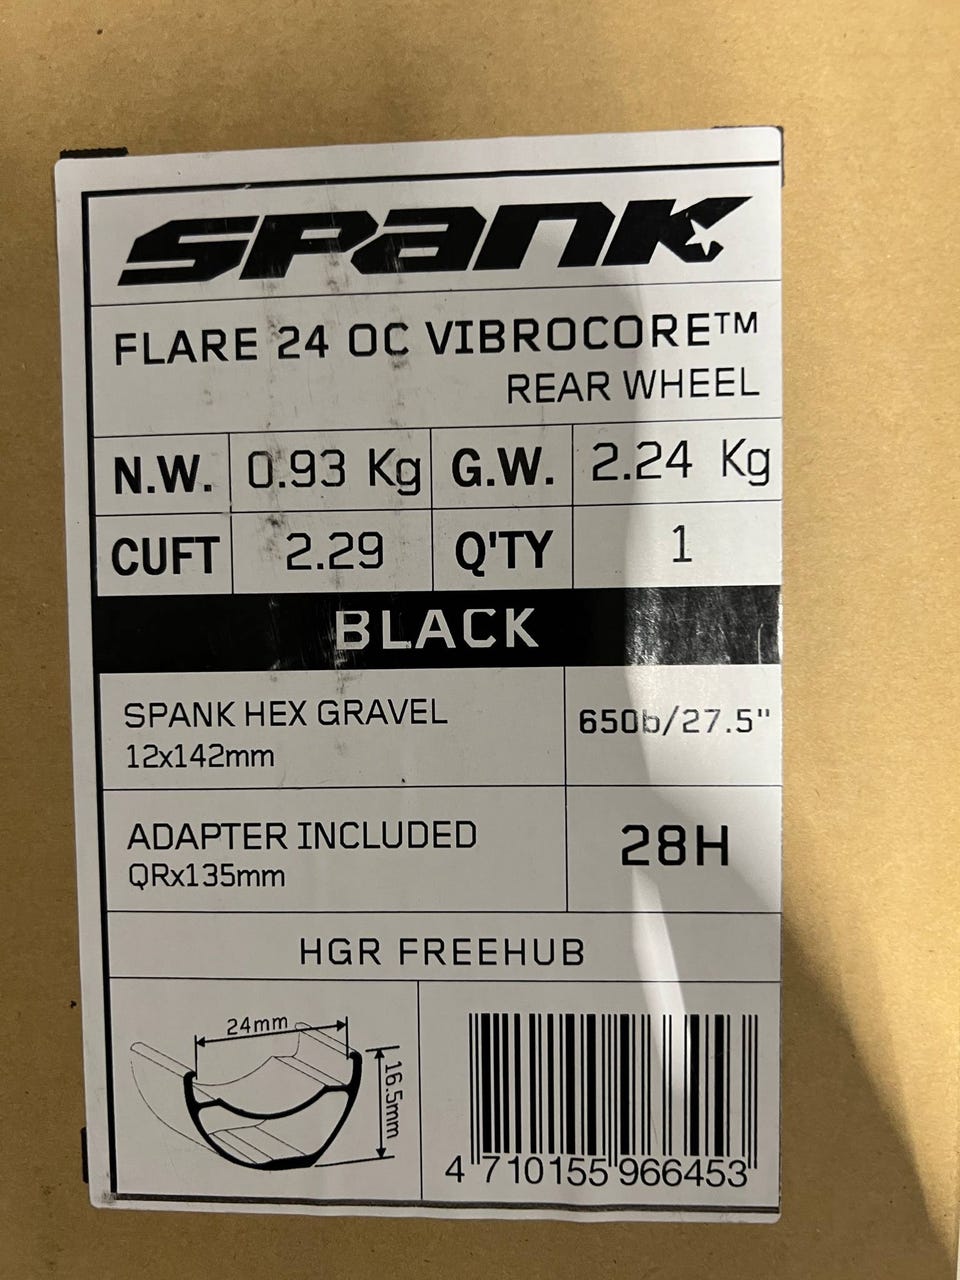 SPANK
FLARE 24 OC VIBROCORE™
REAR WHEEL
N.W. 0.93 Kg G.W. 2.24 Kg
CUFT 2.29 Q'TY 1
BLACK
SPANK HEX GRAVEL 650b/27.5"
12x142mm
ADAPTER INCLUDED 28H
QRx135mm
HGR FREEHUB
24mm
16.5mm
4 710155 966453